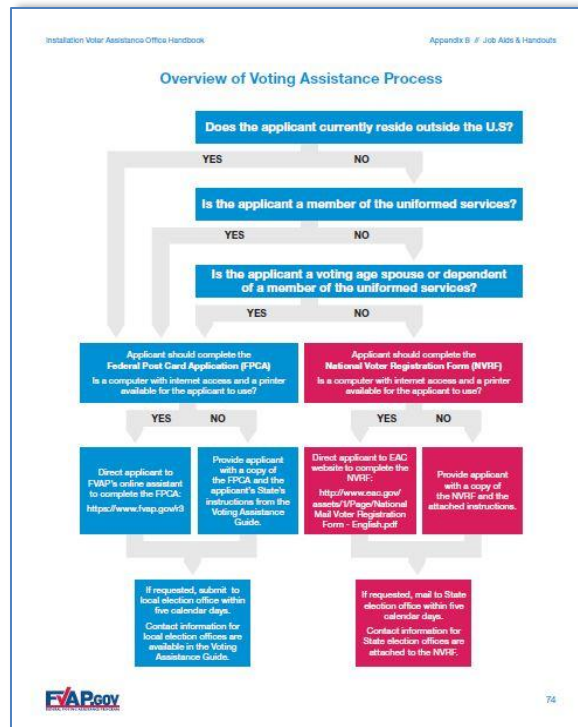 Installation Voter Assistance Office Handbook
Appendix B // Job Aids & Handouts
Overview of Voting Assistance Process
Does the applicant currently reside outside the U.S?
YES
NO
Is the applicant a member of the uniformed services?
YES
NO
Is the applicant a voting age spouse or dependent
of a member of the uniformed services?
YES
NO
Applicant should complete the
Federal Post Card Application (FPCA)
Is a computer with internet access and a printer
available for the applicant to use?
Applicant should complete the
National Voter Registration Form (NVRF)
Is a computer with internet access and a printer
available for the applicant to use?
YES
NO
YES
NO
Direct applicant to
FVAP's online assistant
to complete the FPCA:
https://www.fvap.gov/r3
Provide applicant
with a copy of
the FPCA and the
applicant's State's
instructions from the
Voting Assistance
Guide.
Direct applicant to EAC
website to complete the
NVRF:
http://www.eac.gov/
assets/1/Page/National
Mail Voter Registration
Form - English.pdf
Provide applicant
with a copy of
the NVRF and the
attached instructions.
If requested, submit to
local election office within
five calendar days.
Contact information for
local election offices are
available in the Voting
Assistance Guide.
If requested, mail to State
election office within five
calendar days.
Contact information for
State election offices are
attached to the NVRF.
FVAP.GOV
FEDERAL VOTING ASSISTANCE PROGRAM
74